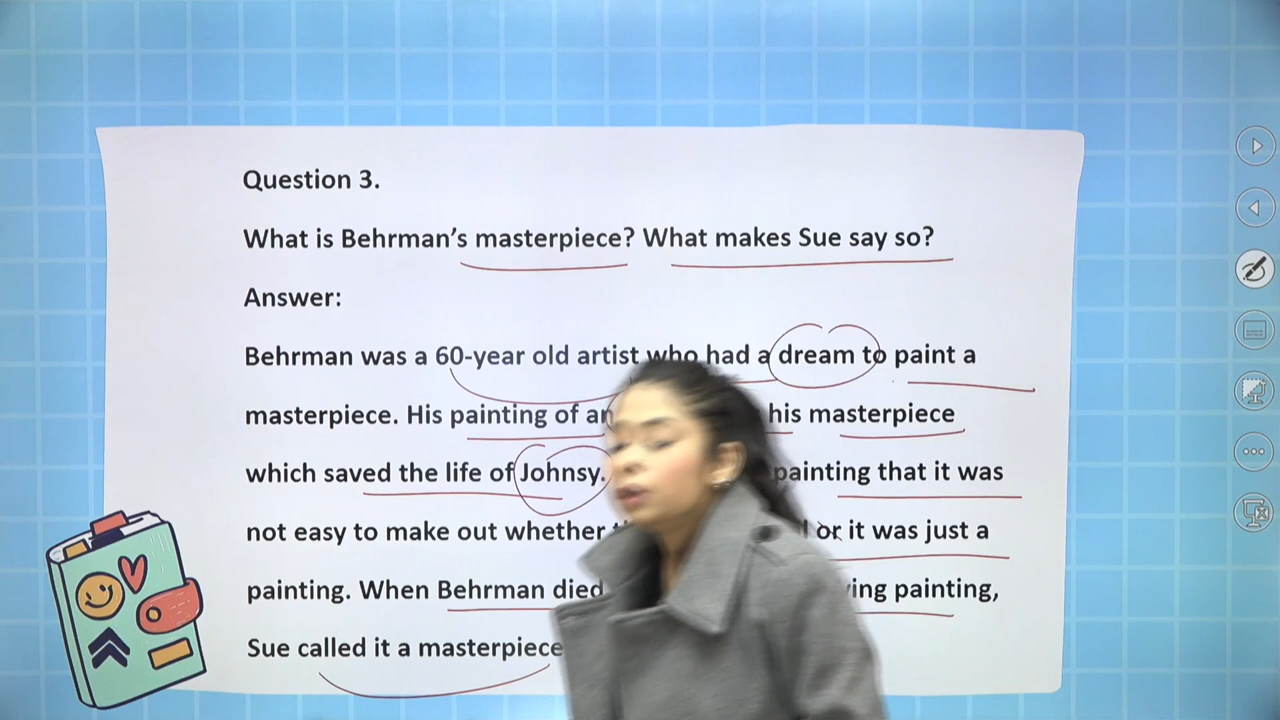 Question 3.
What is Behrman's masterpiece? What makes Sue say so?
Answer:
Behrman was a 60-year old artist who had a dream to paint a
masterpiece. His painting of an his masterpiece
which saved the life of Johnsy. painting that it was
not easy to make out whether or it was just a
painting. When Behrman died painting,
Sue called it a masterpiece